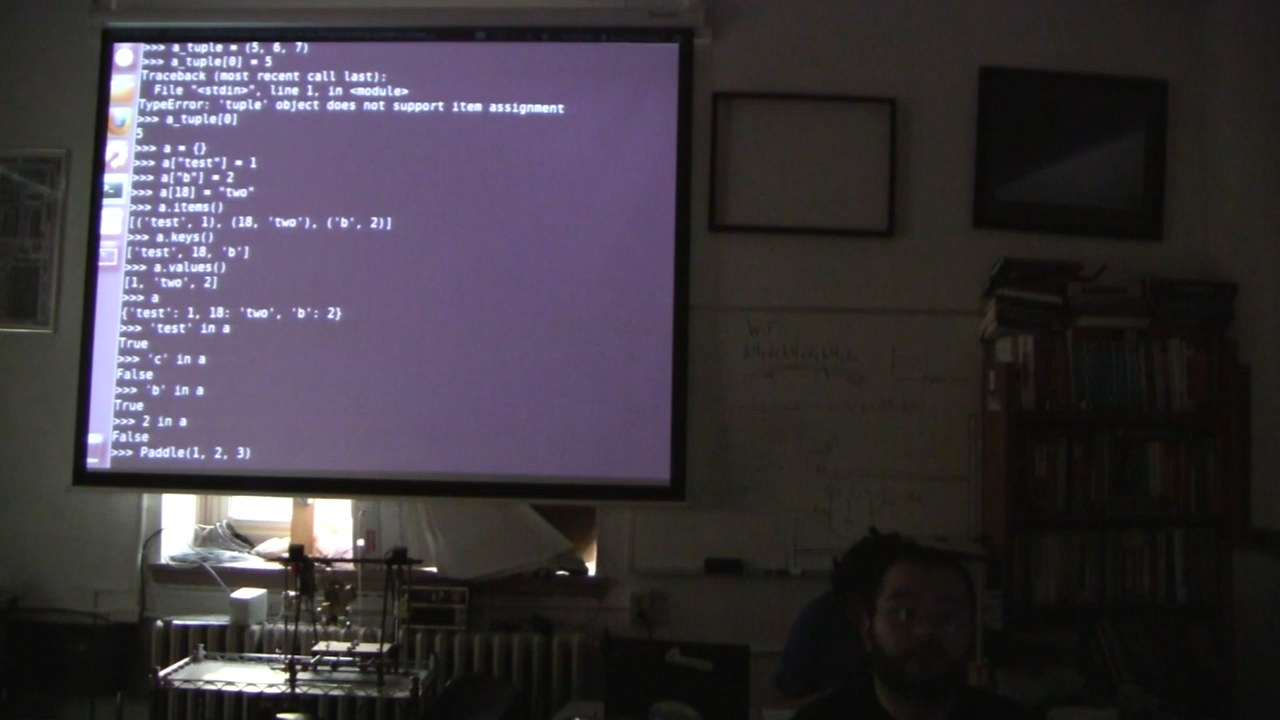 >>> a_tuple = (5, 6, 7)
>>> a_tuple[0] = 5
Traceback (most recent call last):
  File "<stdin>", line 1, in <module>
TypeError: 'tuple' object does not support item assignment
>>> a_tuple[0]
5
>>> a = {}
>>> a["test"] = 1
>>> a["b"] = 2
>>> a[18] = "two"
>>> a.items()
[('test', 1), (18, 'two'), ('b', 2)]
>>> a.keys()
['test', 18, 'b']
>>> a.values()
[1, 'two', 2]
>>> a
{'test': 1, 18: 'two', 'b': 2}
>>> 'test' in a
True
>>> 'c' in a
False
>>> 'b' in a
True
>>> 2 in a
False
>>> Paddle(1, 2, 3)